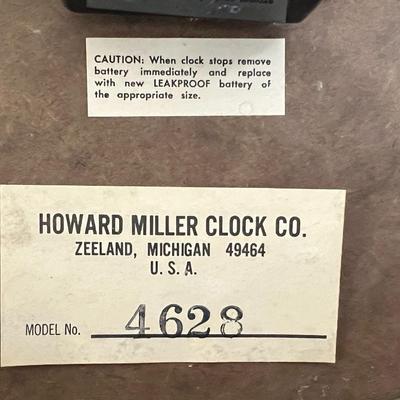 CAUTION: When clock stops remove
battery immediately and replace
with new LEAKPROOF battery of
the appropriate size.
HOWARD MILLER CLOCK CO.
ZEELAND, MICHIGAN 49464
U. S. A.
MODEL No. 4628